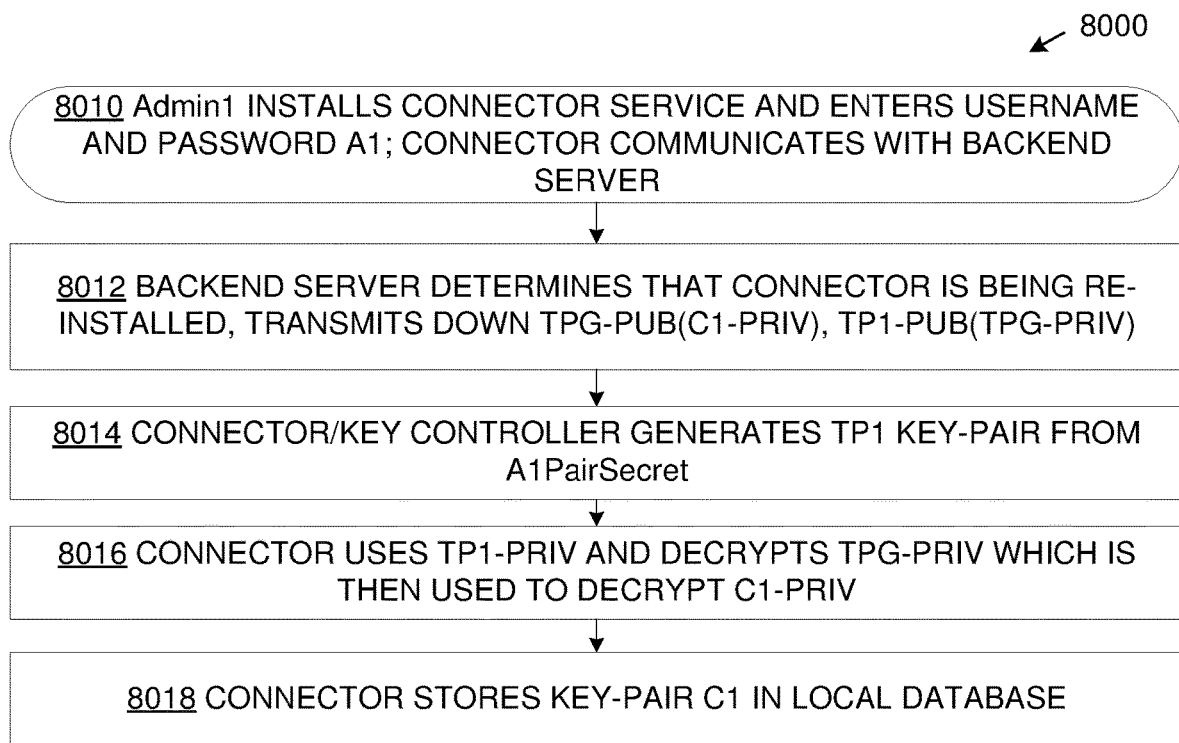 8000
8010 Admin1 INSTALLS CONNECTOR SERVICE AND ENTERS USERNAME
AND PASSWORD A1; CONNECTOR COMMUNICATES WITH BACKEND
SERVER
8012 BACKEND SERVER DETERMINES THAT CONNECTOR IS BEING RE-
INSTALLED, TRANSMITS DOWN TPG-PUB(C1-PRIV), TP1-PUB(TPG-PRIV)
8014 CONNECTOR/KEY CONTROLLER GENERATES TP1 KEY-PAIR FROM
A1PairSecret
8016 CONNECTOR USES TP1-PRIV AND DECRYPTS TPG-PRIV WHICH IS
THEN USED TO DECRYPT C1-PRIV
8018 CONNECTOR STORES KEY-PAIR C1 IN LOCAL DATABASE